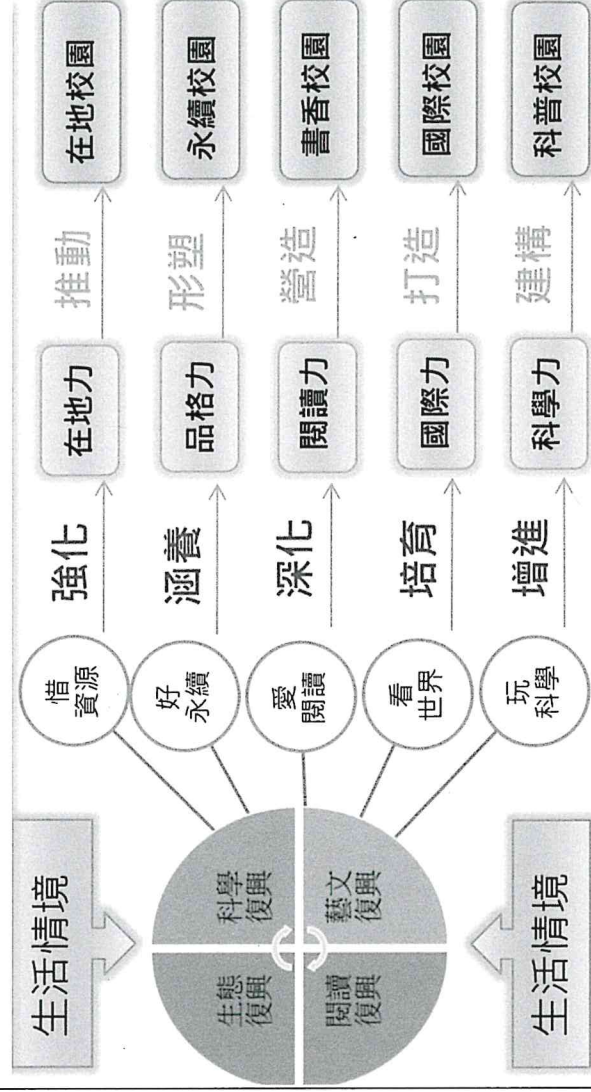 生活情境
生態
復興
科學
復興
閱讀
復興
藝文
復興
生活情境
惜
資源
強化
在地力
推動
在地校園
好
永續
涵養
品格力
形塑
永續校園
愛
閱讀
深化
閱讀力
營造
書香校園
看
世界
培育
國際力
打造
國際校園
玩
科學
增進
科學力
建構
科普校園